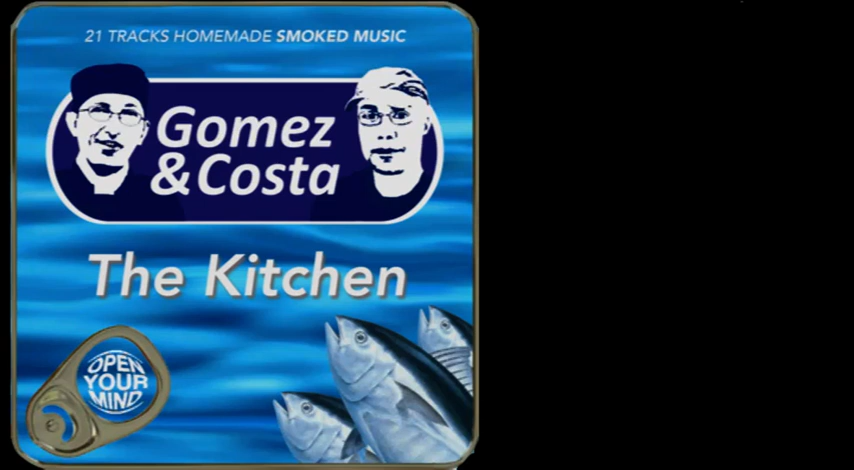 21 TRACKS HOMEMADE SMOKED MUSIC
Gomez
&Costa
The Kitchen
OPEN
YOUR
MIND